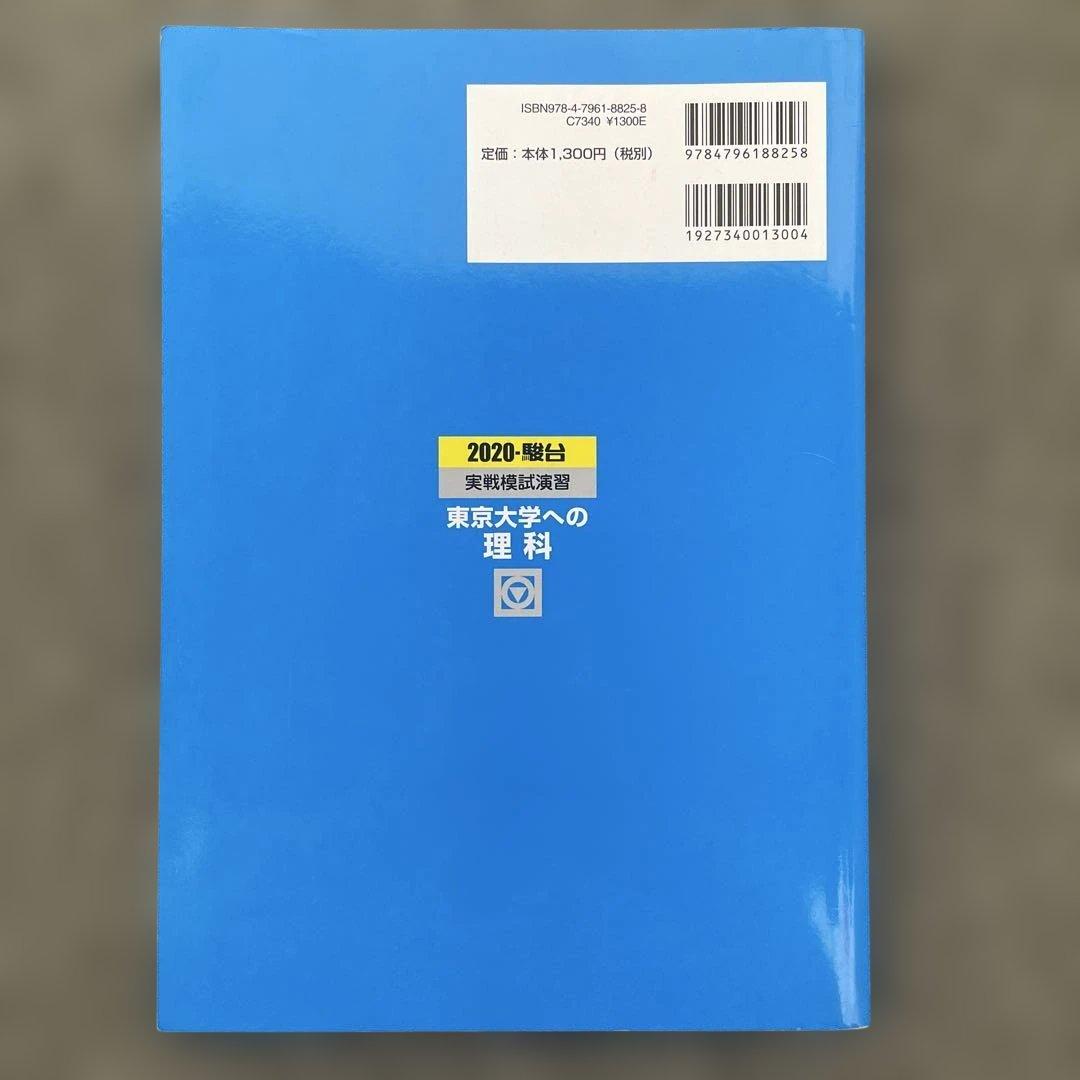 ISBN978-4-7961-8825-8
C7340 ¥1300E
定価：本体1,300円（税別）
9784796188258
1927340013004
2020-駿台
実戦模試演習
東京大学への
理科